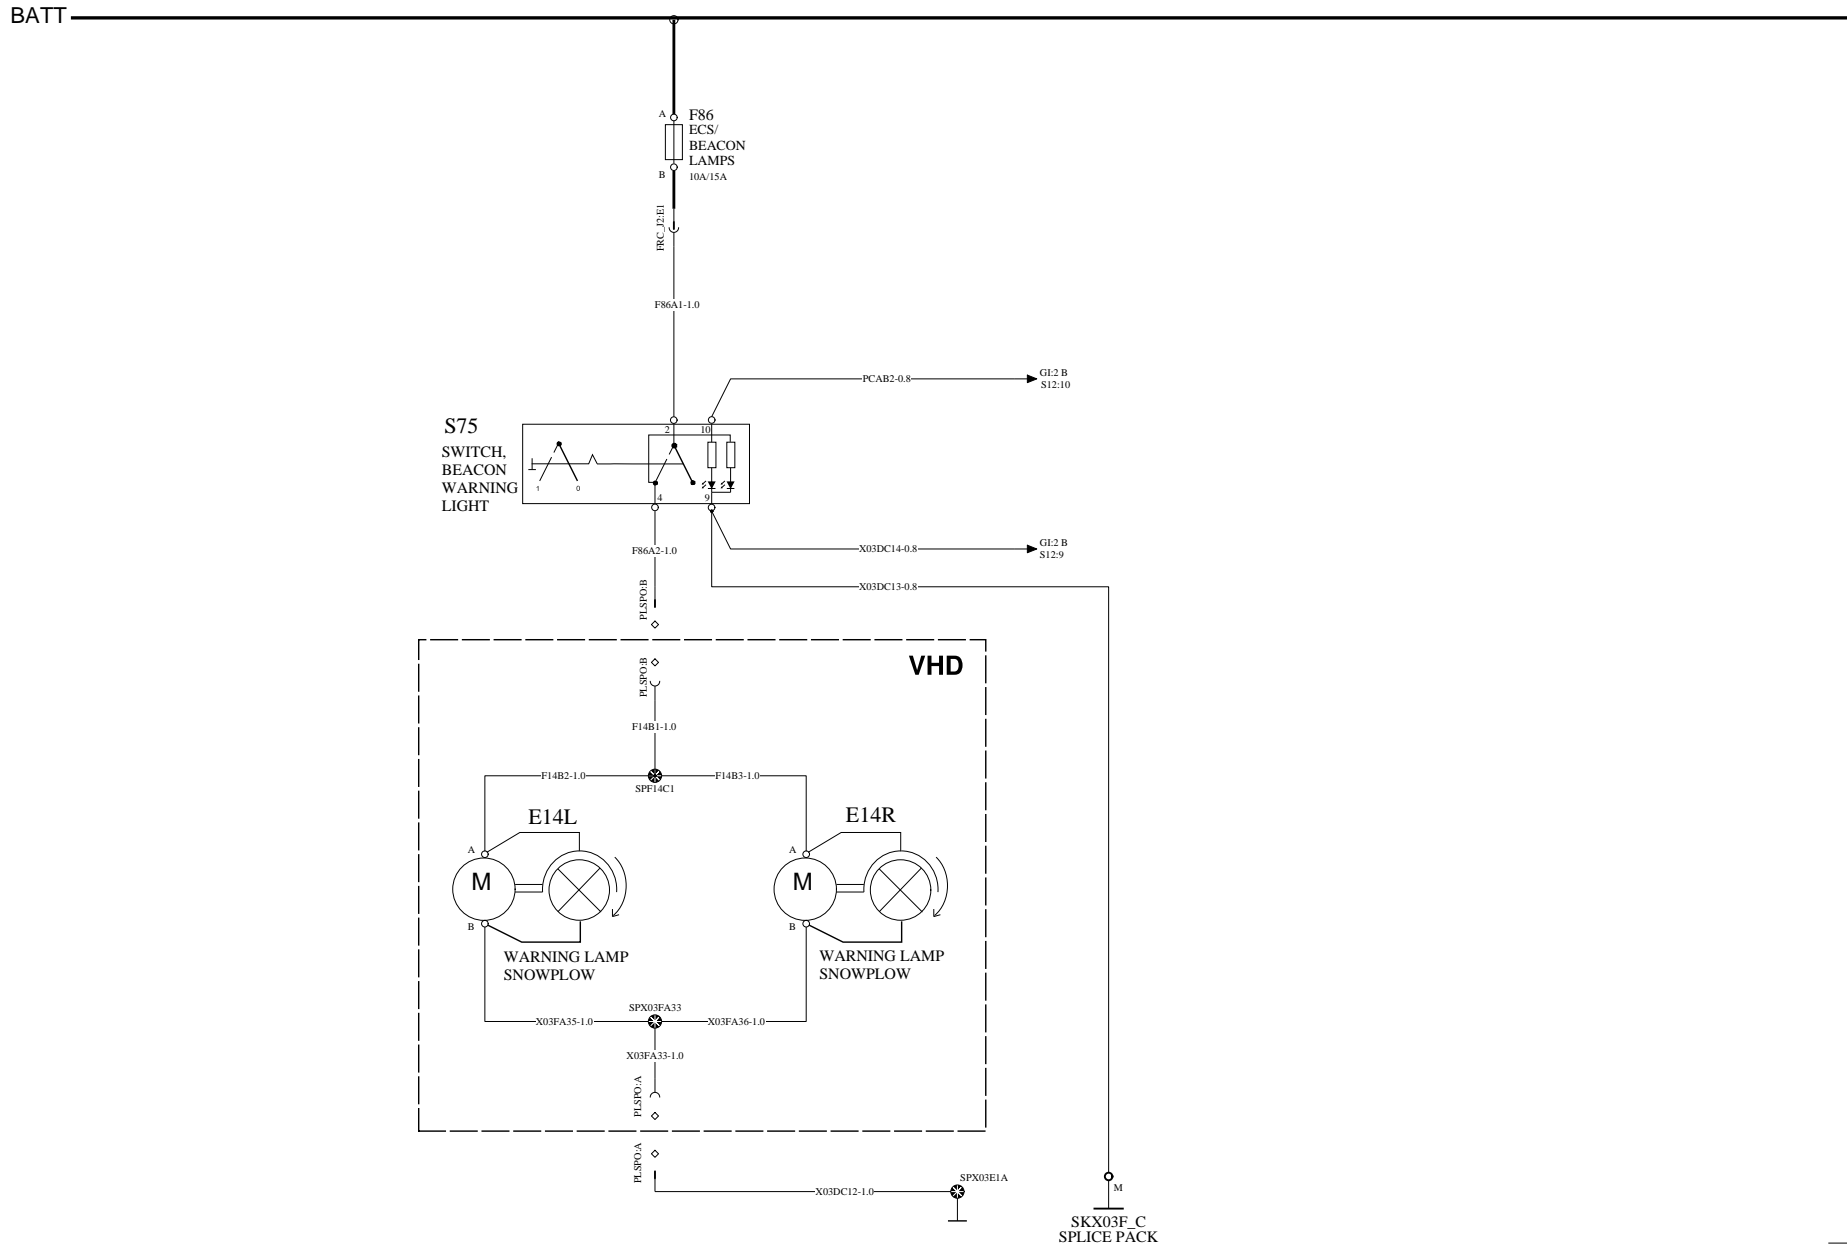 BATT
A
F86
ECS/
BEACON
LAMPS
B
10A/15A
FRC_J2:E1
F86A1-1.0
PCAB2-0.8
GI:2 B
S12:10
S75
SWITCH,
BEACON
WARNING
LIGHT
2
10
1
0
4
9
F86A2-1.0
X03DC14-0.8
GI:2 B
S12:9
X03DC13-0.8
PLSPO:B
VHD
PLSPO:B
F14B1-1.0
F14B2-1.0
F14B3-1.0
SPF14C1
E14L
E14R
A
A
M
M
B
B
WARNING LAMP
SNOWPLOW
WARNING LAMP
SNOWPLOW
SPX03FA33
X03FA35-1.0
X03FA36-1.0
X03FA33-1.0
PLSPO:A
PLSPO:A
SPX03E1A
X03DC12-1.0
M
SKX03F_C
SPLICE PACK